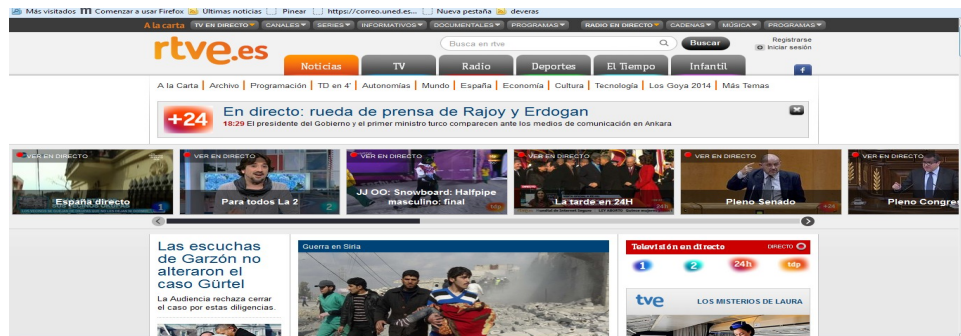 Más visitados Comenzar a usar Firefox Últimas noticias Pinear https://correo.uned.es... Nueva pestaña deveras
A la carta TV EN DIRECTO CANALES SERIES INFORMATIVOS DOCUMENTALES PROGRAMAS RADIO EN DIRECTO CADENAS MÚSICA PROGRAMAS
rtve.es
Busca en rtve
Buscar
Registrarse
Iniciar sesión
Noticias TV Radio Deportes El Tiempo Infantil
A la Carta Archivo Programación TD en 4' Autonomías Mundo España Economía Cultura Tecnología Los Goya 2014 Más Temas
+24
En directo: rueda de prensa de Rajoy y Erdogan
18:29 El presidente del Gobierno y el primer ministro turco comparecen ante los medios de comunicación en Ankara
VER EN DIRECTO VER EN DIRECTO VER EN DIRECTO VER EN DIRECTO VER EN DIRECTO VER EN DIRECTO
España directo 1
Para todos La 2 2
JJ OO: Snowboard: Halfpipe
masculino: final tdp
La tarde en 24H 24h
Pleno Senado +24
Pleno Congre
Las escuchas
de Garzón no
alteraron el
caso Gürtel
La Audiencia rechaza cerrar
el caso por estas diligencias.
Guerra en Siria
Televisión en directo DIRECTO
1 2 24h tdp
tve LOS MISTERIOS DE LAURA